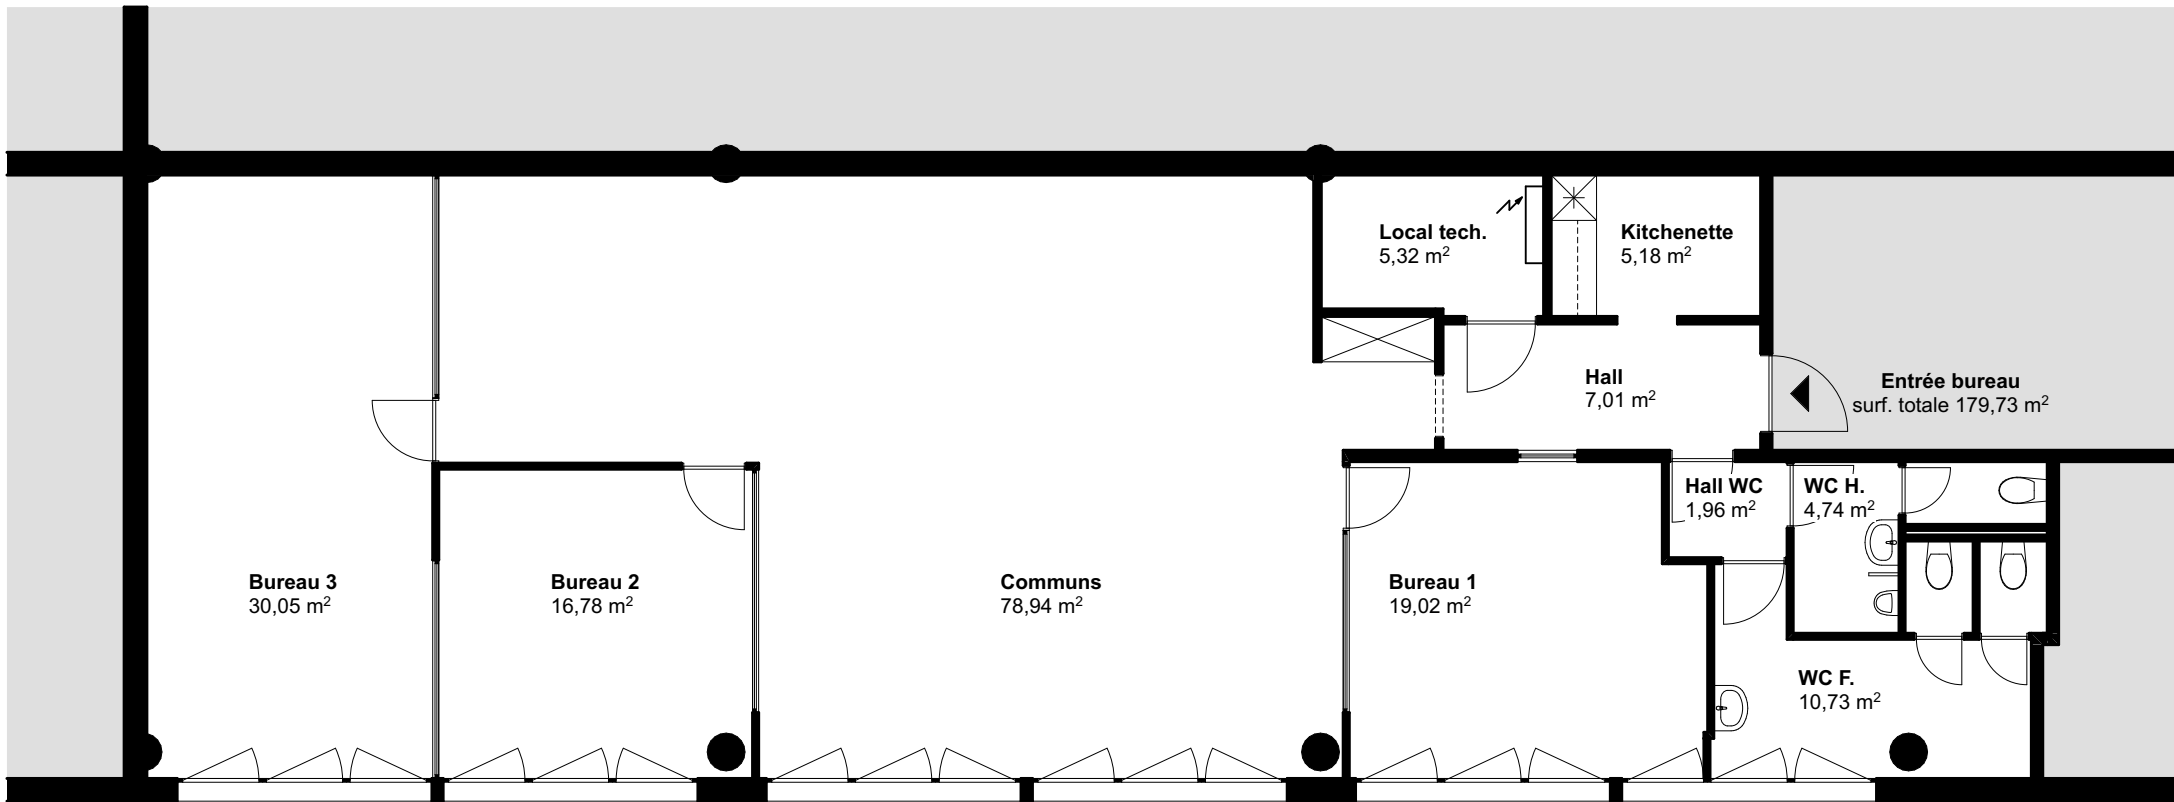 Local tech.
5,32 m²
Kitchenette
5,18 m²
Hall
7,01 m²
Entrée bureau
surf. totale 179,73 m²
Hall WC
1,96 m²
WC H.
4,74 m²
Bureau 3
30,05 m²
Bureau 2
16,78 m²
Communs
78,94 m²
Bureau 1
19,02 m²
WC F.
10,73 m²